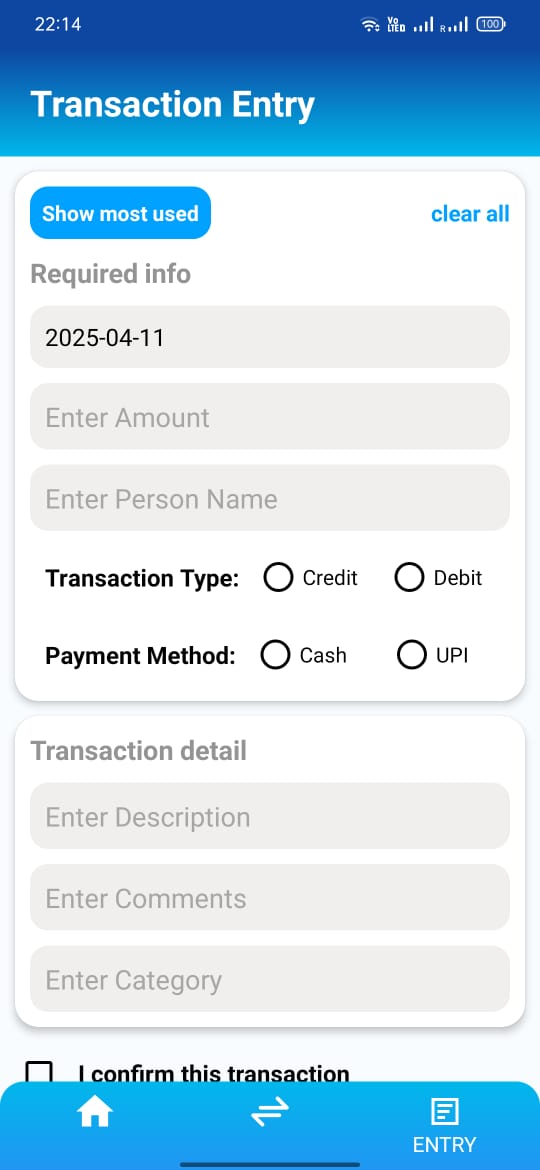 22:14
Vo LTED R 100
Transaction Entry
Show most used
clear all
Required info
2025-04-11
Enter Amount
Enter Person Name
Transaction Type: Credit Debit
Payment Method: Cash UPI
Transaction detail
Enter Description
Enter Comments
Enter Category
I confirm this transaction
ENTRY